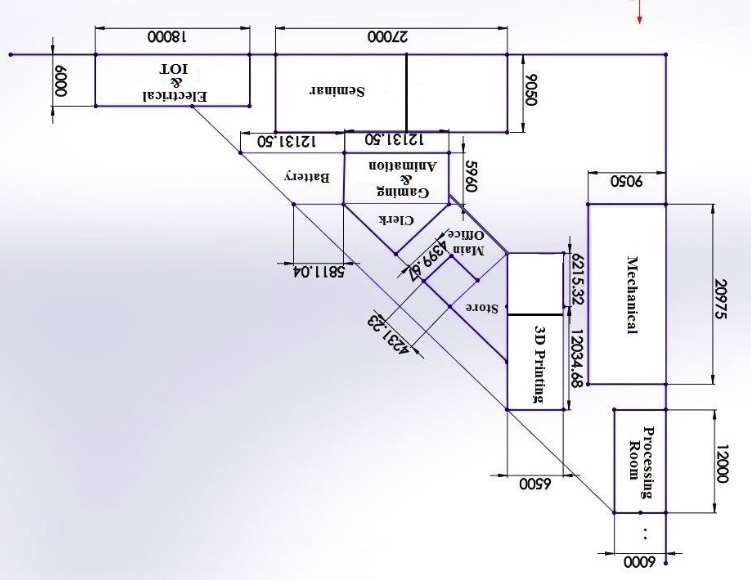 18000
27000
6000
Electrical
&
IOT
Seminar
9050
12131.50
12131.50
5960
Battery
Gaming
&
Animation
Clerk
Main
Office
5811.04
4399.67
4231.23
Store
6215.32
12034.68
3D Printing
6500
9050
Mechanical
20975
Processing
Room
12000
6000